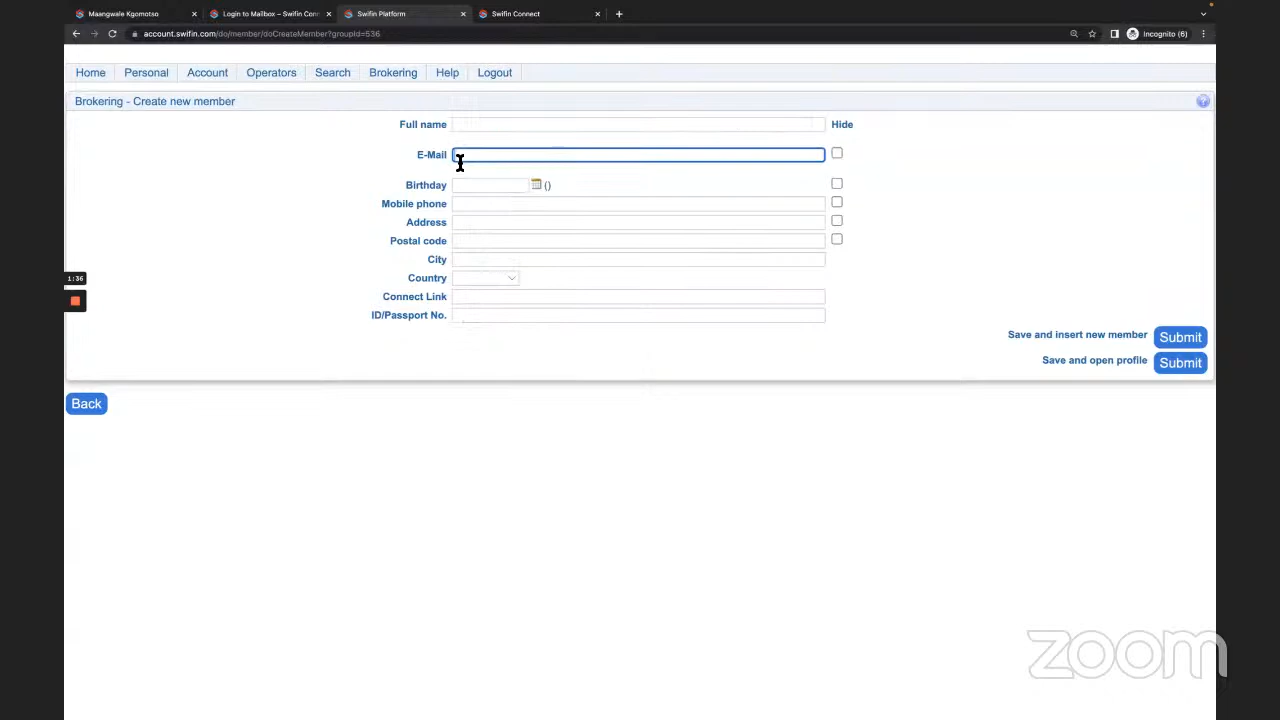 Maangwale Kgomotso
Login to Mailbox – Swifin Conn
Swifin Platform
Swifin Connect
account.swifin.com/do/member/doCreateMember?groupId=536
Incognito (6)
Home Personal Account Operators Search Brokering Help Logout
Brokering - Create new member
Full name
Hide
E-Mail
Birthday
()
Mobile phone
Address
Postal code
City
Country
1:36
Connect Link
ID/Passport No.
Save and insert new member Submit
Save and open profile Submit
Back
zoom